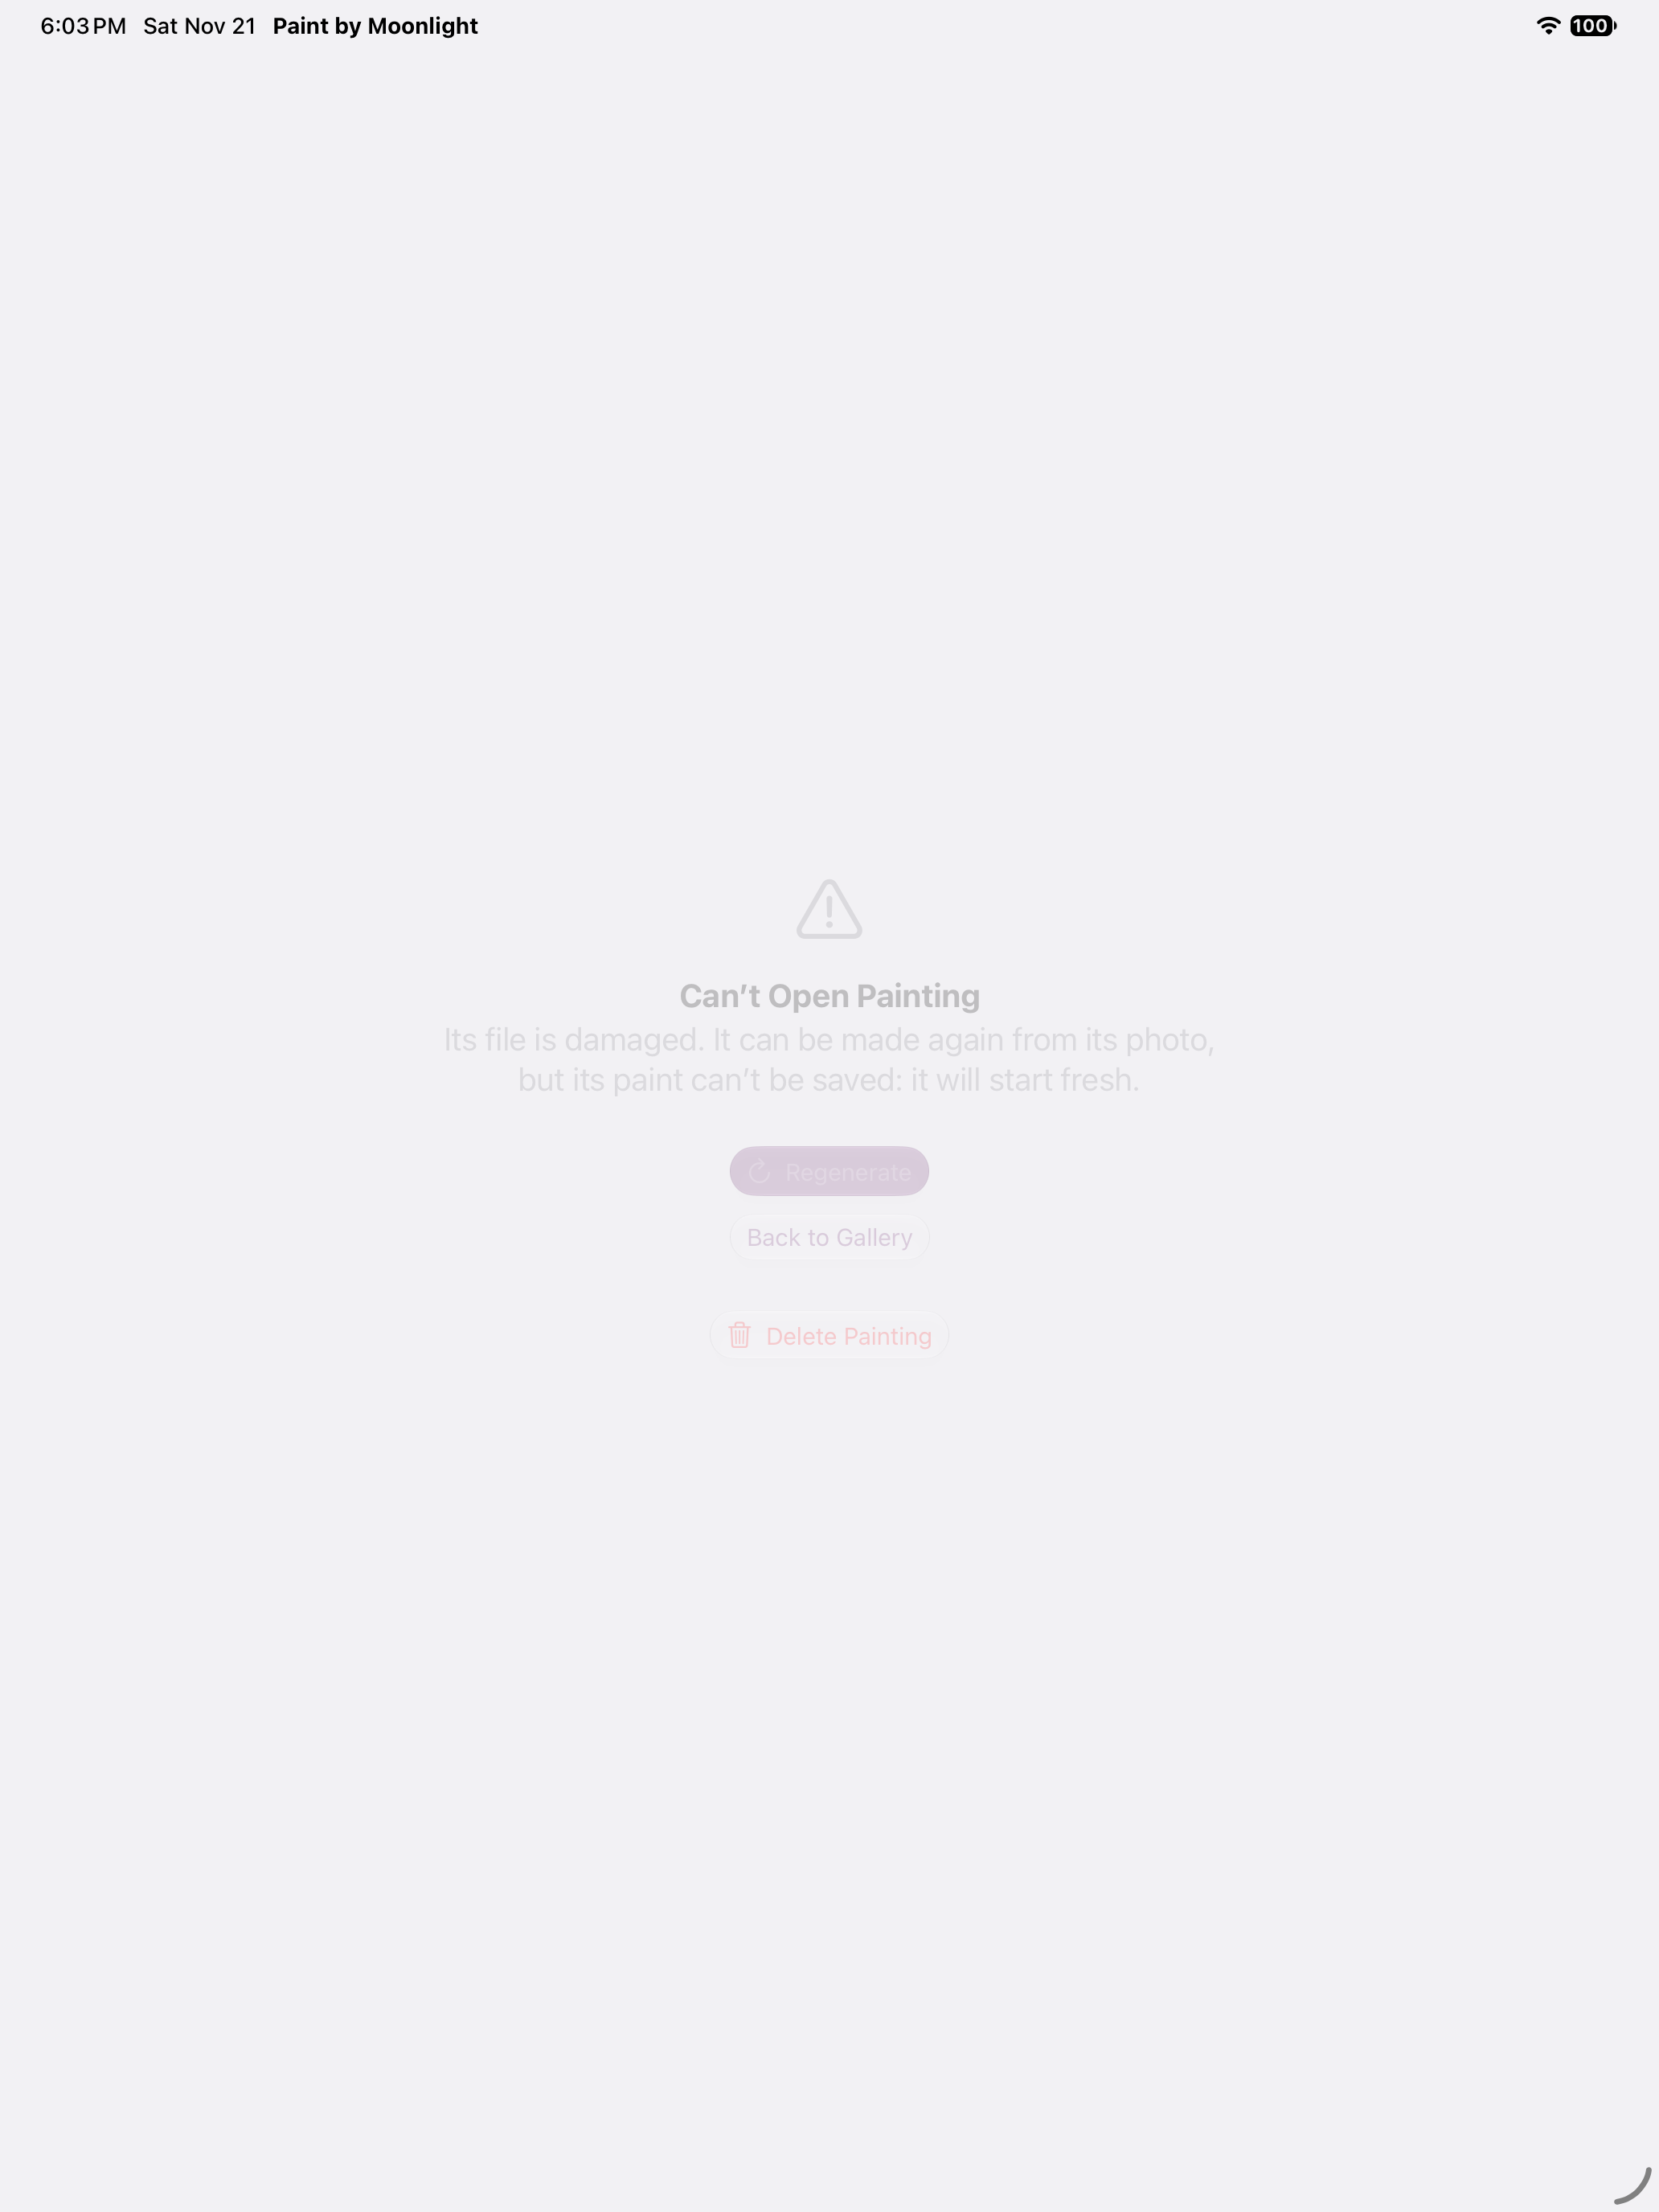 6:03 PM Sat Nov 21 Paint by Moonlight
100
Can’t Open Painting
Its file is damaged. It can be made again from its photo,
but its paint can’t be saved: it will start fresh.
Regenerate
Back to Gallery
Delete Painting